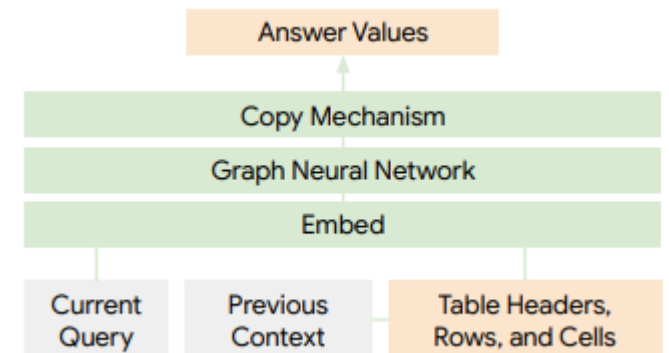 Answer Values
Copy Mechanism
Graph Neural Network
Embed
Current
Query
Previous
Context
Table Headers,
Rows, and Cells